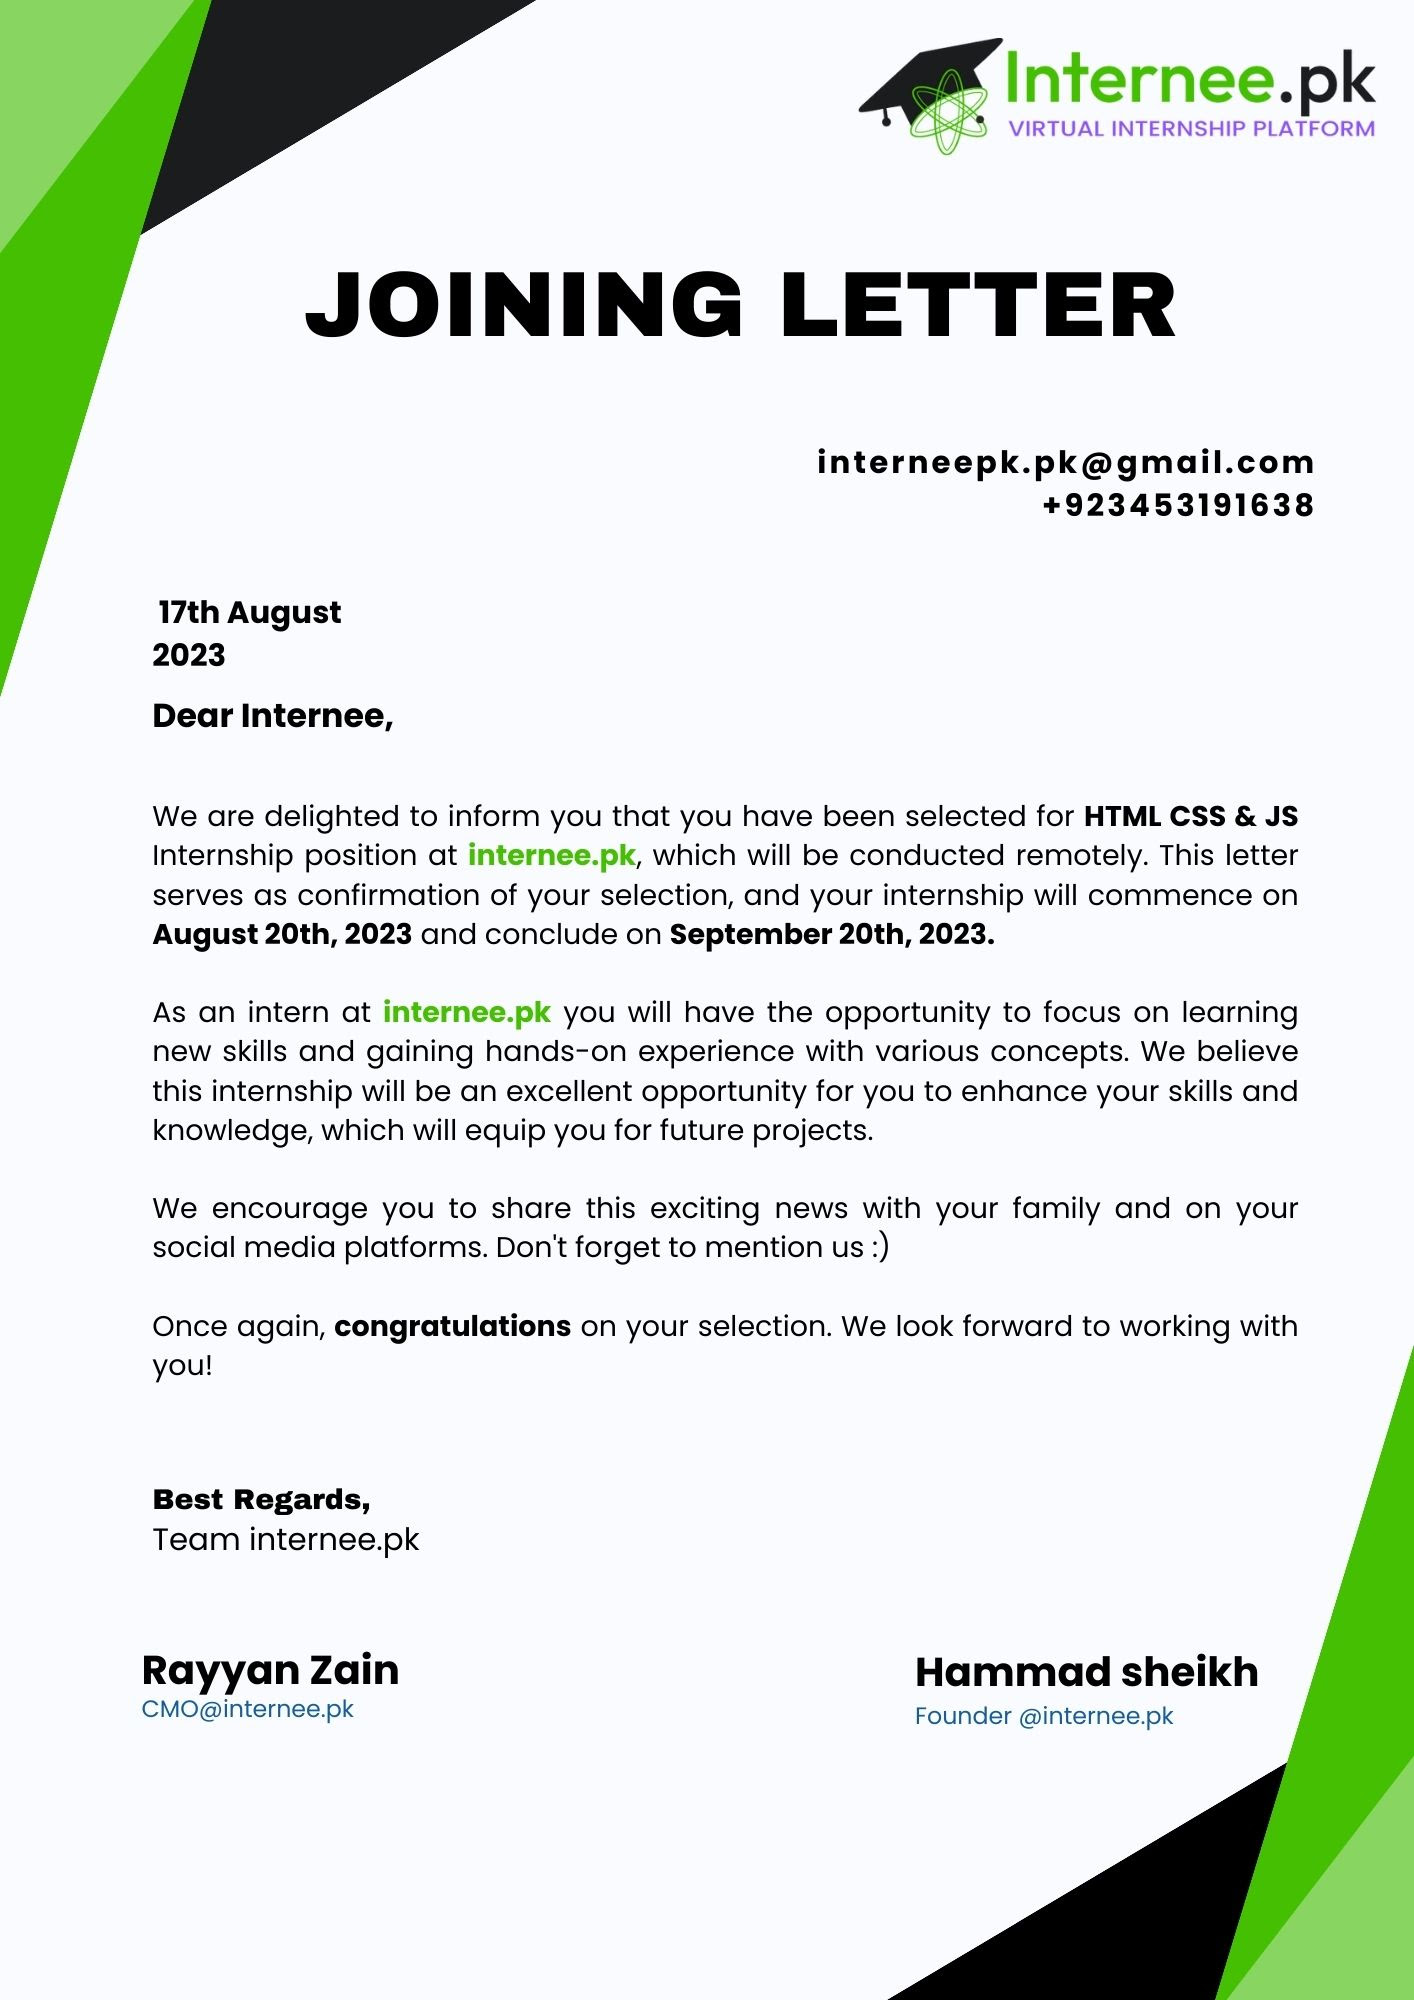 Internee.pk
VIRTUAL INTERNSHIP PLATFORM
JOINING LETTER
interneepk.pk@gmail.com
+923453191638
17th August
2023
Dear Internee,
We are delighted to inform you that you have been selected for HTML CSS & JS
Internship position at internee.pk, which will be conducted remotely. This letter
serves as confirmation of your selection, and your internship will commence on
August 20th, 2023 and conclude on September 20th, 2023.
As an intern at internee.pk you will have the opportunity to focus on learning
new skills and gaining hands-on experience with various concepts. We believe
this internship will be an excellent opportunity for you to enhance your skills and
knowledge, which will equip you for future projects.
We encourage you to share this exciting news with your family and on your
social media platforms. Don't forget to mention us :)
Once again, congratulations on your selection. We look forward to working with
you!
Best Regards,
Team internee.pk
Rayyan Zain
CMO@internee.pk
Hammad sheikh
Founder @internee.pk